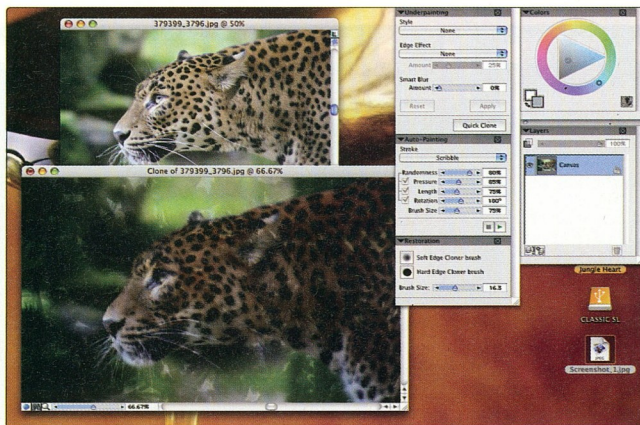 379399_3796.jpg @ 50%
Underpainting
Style
None
Edge Effect
None
Amount 25%
Smart Blur
Amount 0%
Reset Apply
Quick Clone
Auto-Painting
Stroke
Scribble
Randomness 60%
Pressure 65%
Length 75%
Rotation 180°
Brush Size 75%
Restoration
Soft Edge Cloner brush
Hard Edge Cloner brush
Brush Size: 16.3
Colors
Layers
100%
Canvas
Clone of 379399_3796.jpg @ 66.67%
66.67%
Jungle Heart
CLASSIC SL
JPEG
Screenshot_1.jpg